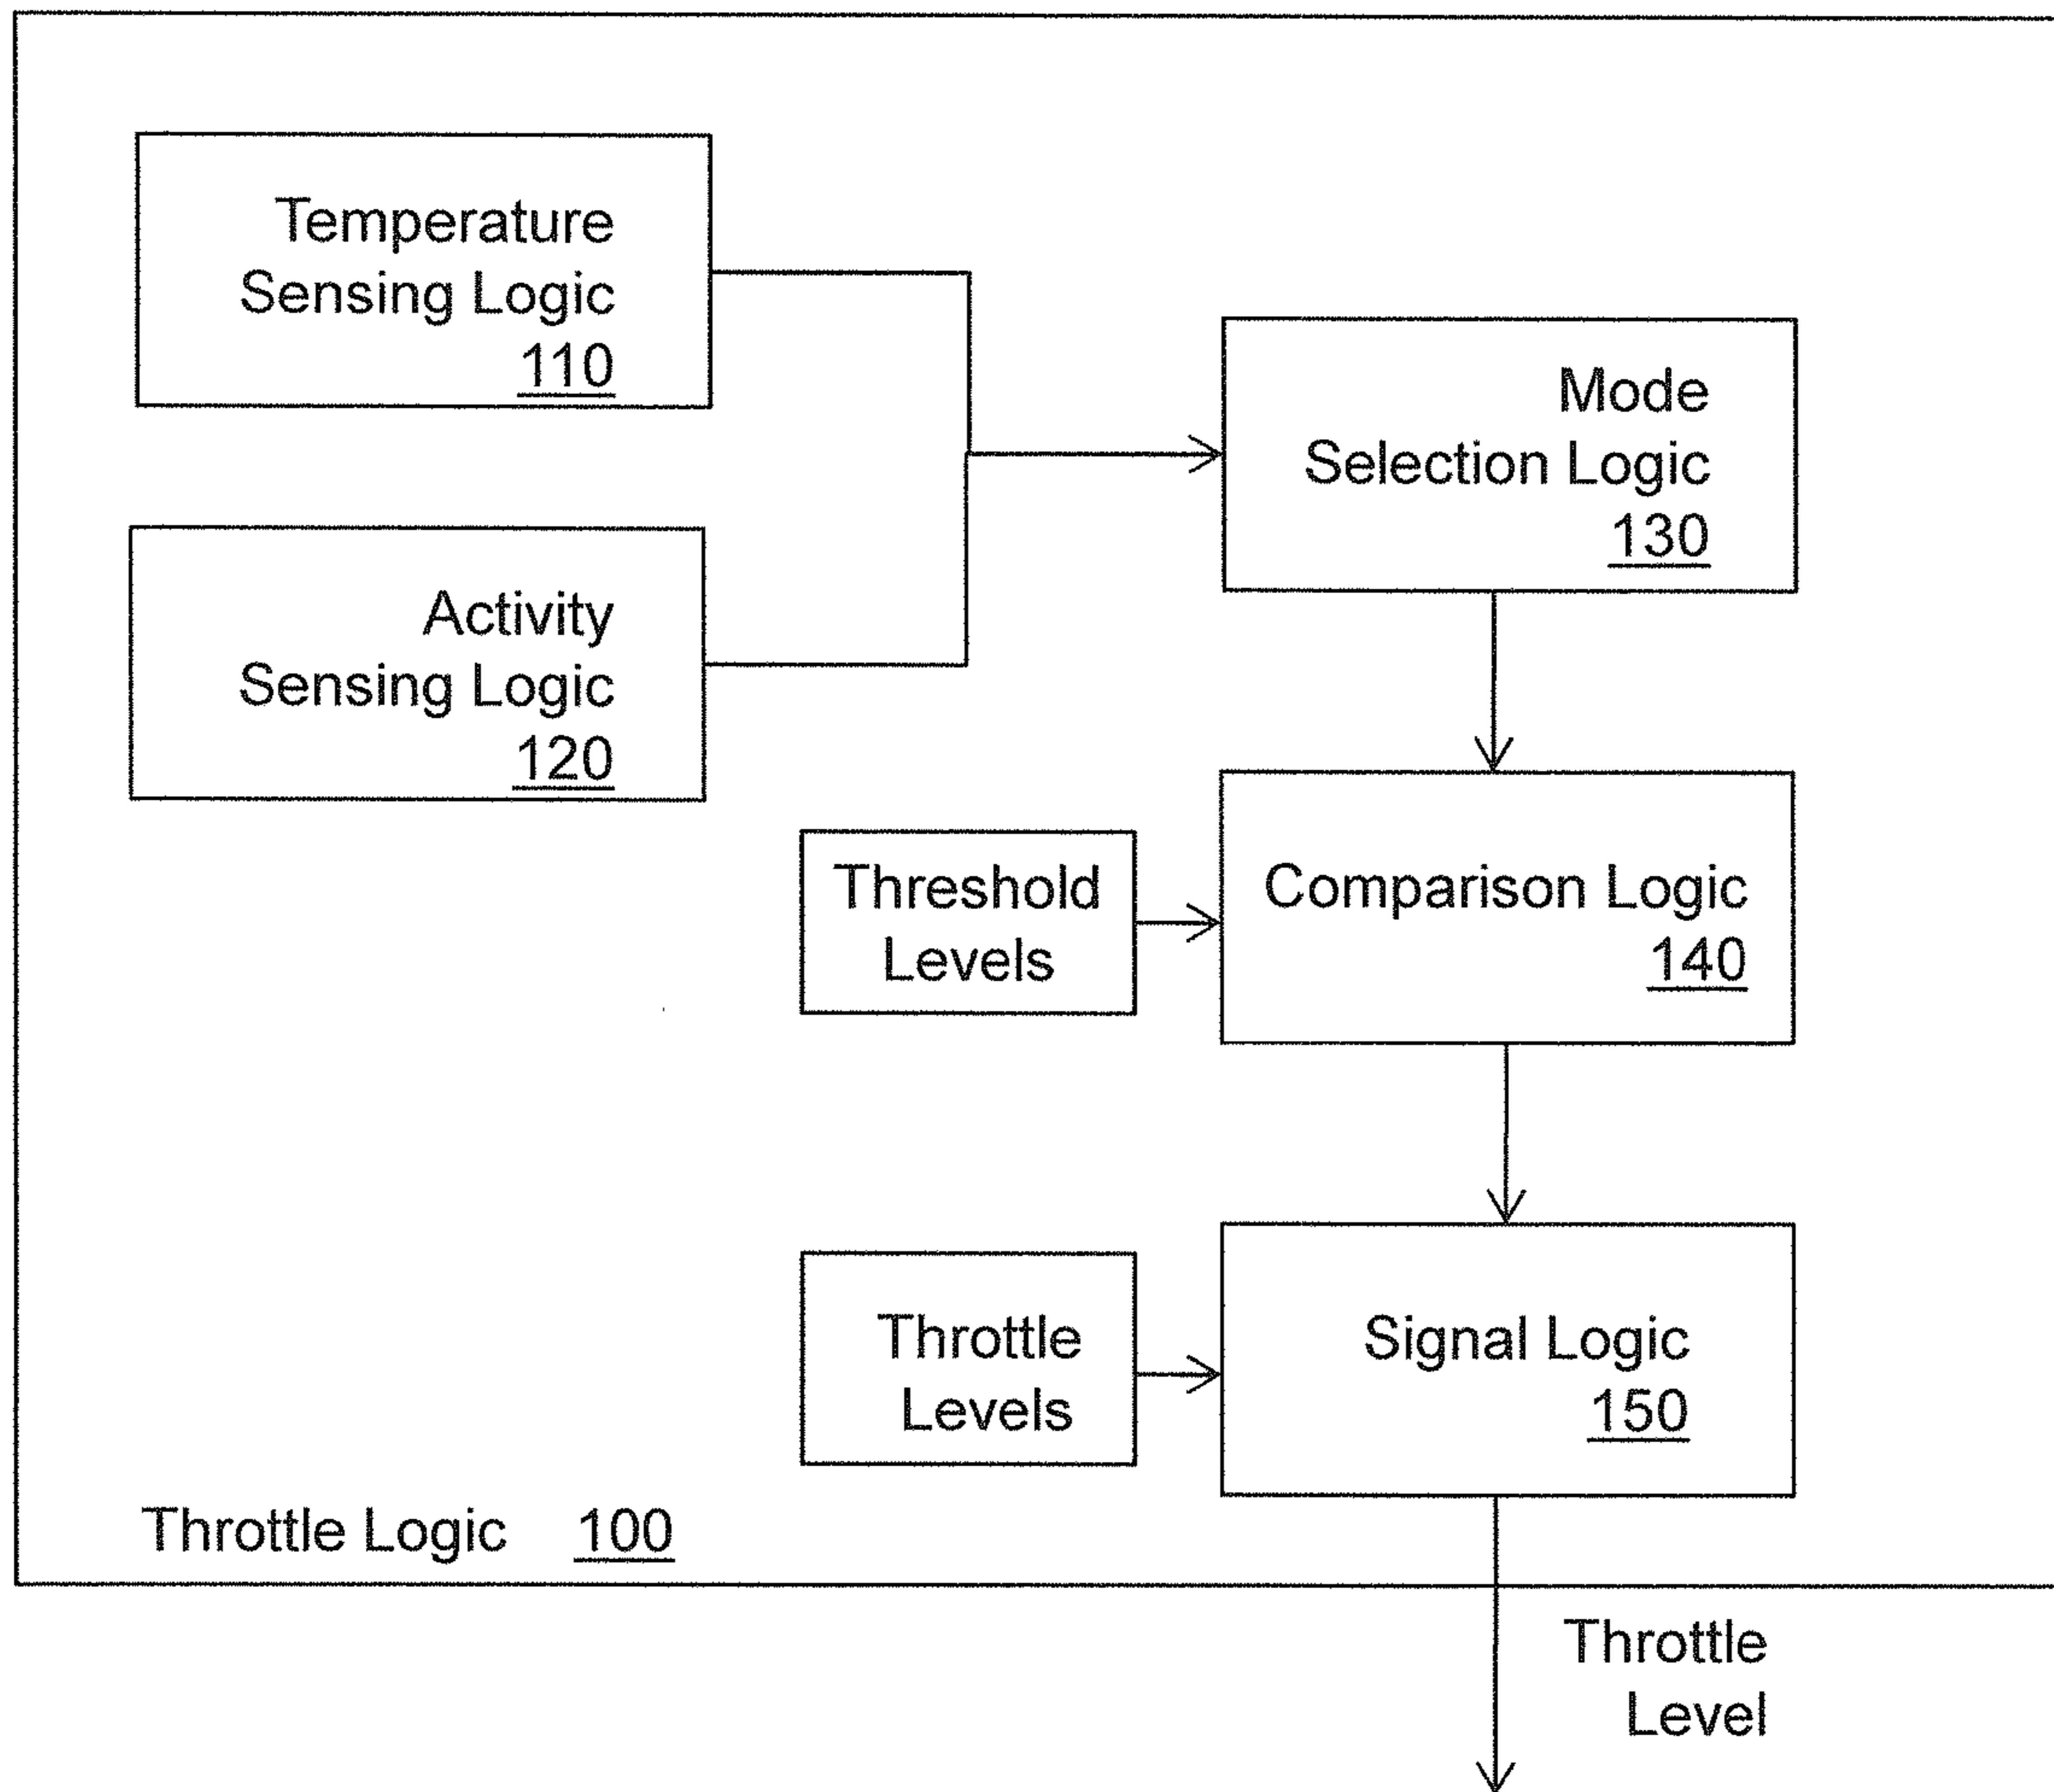 Temperature
Sensing Logic
110
Mode
Selection Logic
130
Activity
Sensing Logic
120
Threshold
Levels
Comparison Logic
140
Throttle
Levels
Signal Logic
150
Throttle Logic 100
Throttle
Level